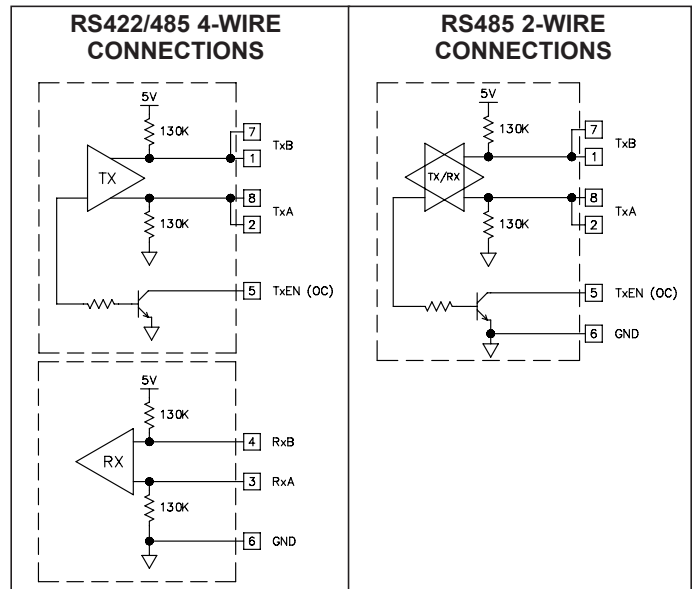 RS422/485 4-WIRE
CONNECTIONS
5V
130K
7
TxB
1
TX
8
TxA
130K
2
5 TxEN (OC)
5V
130K
4 RxB
RX
3 RxA
130K
6 GND
RS485 2-WIRE
CONNECTIONS
5V
130K
7
TxB
1
TX/RX
8
TxA
130K
2
5 TxEN (OC)
6 GND